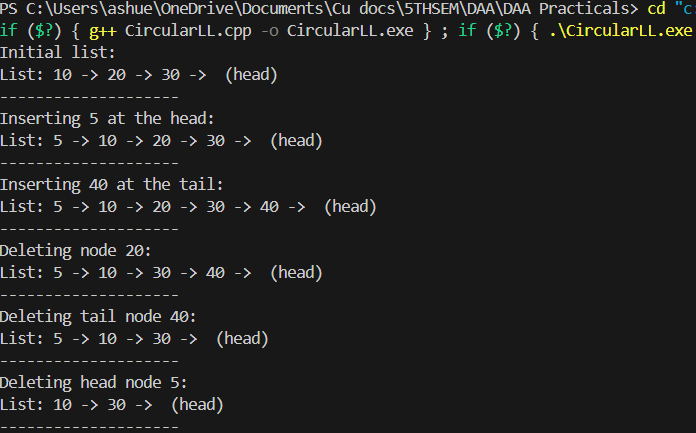 PS C:\Users\ashue\OneDrive\Documents\Cu docs\5THSEM\DAA\DAA Practicals> cd "c:
if ($?) { g++ CircularLL.cpp -o CircularLL.exe } ; if ($?) { .\CircularLL.exe
Initial list:
List: 10 -> 20 -> 30 ->  (head)
--------------------
Inserting 5 at the head:
List: 5 -> 10 -> 20 -> 30 ->  (head)
--------------------
Inserting 40 at the tail:
List: 5 -> 10 -> 20 -> 30 -> 40 ->  (head)
--------------------
Deleting node 20:
List: 5 -> 10 -> 30 -> 40 ->  (head)
--------------------
Deleting tail node 40:
List: 5 -> 10 -> 30 ->  (head)
--------------------
Deleting head node 5:
List: 10 -> 30 ->  (head)
--------------------